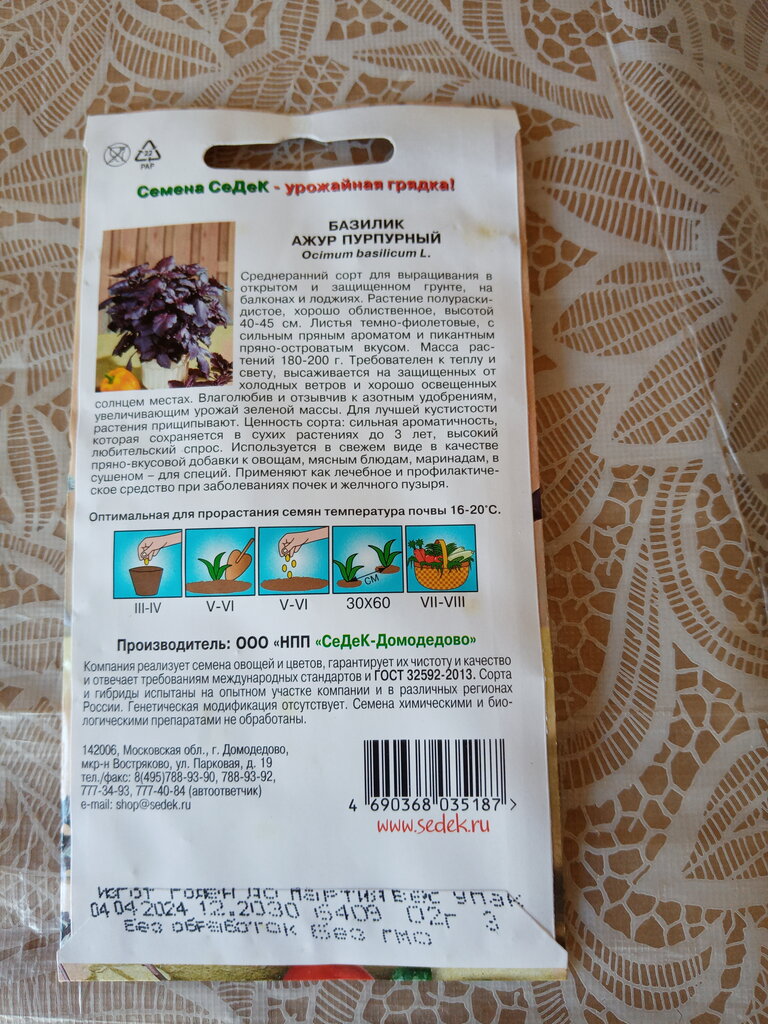 22
PAP
Семена СеДеК - урожайная грядка!
БАЗИЛИК
АЖУР ПУРПУРНЫЙ
Ocimum basilicum L.
Среднеранний сорт для выращивания в
открытом и защищенном грунте, на
балконах и лоджиях. Растение полураски-
дистое, хорошо облиственное, высотой
40-45 см. Листья темно-фиолетовые, с
сильным пряным ароматом и пикантным
пряно-островатым вкусом. Масса рас-
тений 180-200 г. Требователен к теплу и
свету, высаживается на защищенных от
холодных ветров и хорошо освещенных
солнцем местах. Влаголюбив и отзывчив к азотным удобрениям,
увеличивающим урожай зеленой массы. Для лучшей кустистости
растения прищипывают. Ценность сорта: сильная ароматичность,
которая сохраняется в сухих растениях до 3 лет, высокий
любительский спрос. Используется в свежем виде в качестве
пряно-вкусовой добавки к овощам, мясным блюдам, маринадам, в
сушеном – для специй. Применяют как лечебное и профилактиче-
ское средство при заболеваниях почек и желчного пузыря.
Оптимальная для прорастания семян температура почвы 16-20°С.
СМ
III-IV V-VI V-VI 30X60 VII-VIII
Производитель: ООО «НПП «СеДеК-Домодедово»
Компания реализует семена овощей и цветов, гарантирует их чистоту и качество
и отвечает требованиям международных стандартов и ГОСТ 32592-2013. Сорта
и гибриды испытаны на опытном участке компании и в различных регионах
России. Генетическая модификация отсутствует. Семена химическими и био-
логическими препаратами не обработаны.
142006, Московская обл., г. Домодедово,
мкр-н Востряково, ул. Парковая, д. 19
тел./факс: 8(495)788-93-90, 788-93-92,
777-34-93, 777-40-84 (автоответчик)
e-mail: shop@sedek.ru
4 690368 035187 >
www.sedek.ru
ИЗГОТ ГОДЕН ДО ПАРТИЯ ВЕС УПАК
04 04 2024 12.2030 6409 02г 3
Без обработок Без ГМО